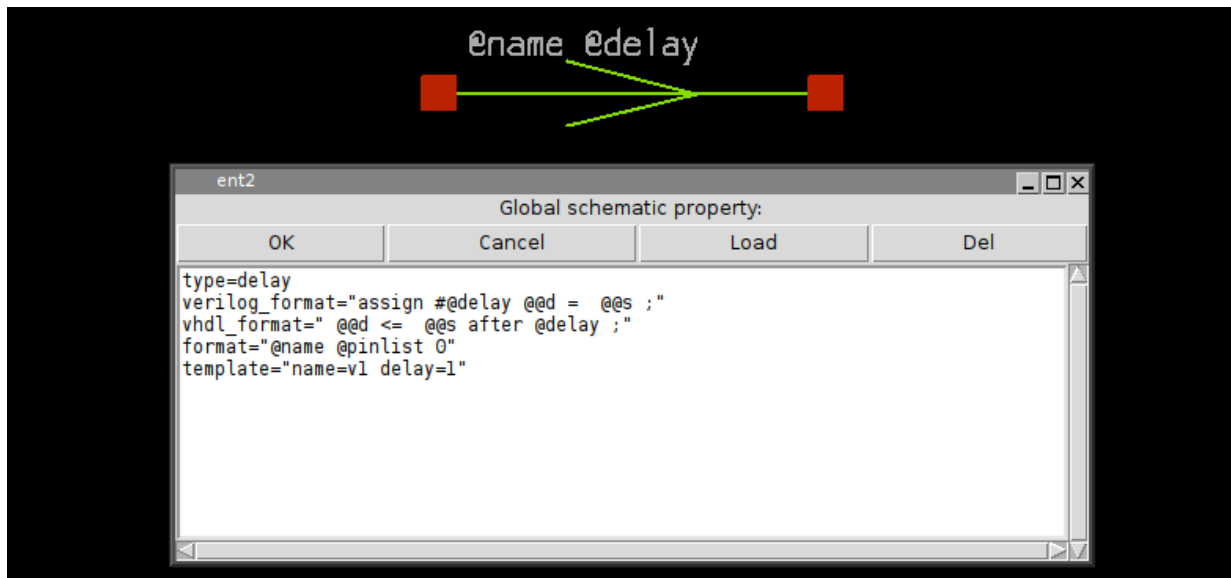 @name @delay
ent2
Global schematic property:
OK Cancel Load Del
type=delay
verilog_format="assign #@delay @@d =  @@s ;"
vhdl_format=" @@d <=  @@s after @delay ;"
format="@name @pinlist 0"
template="name=v1 delay=1"